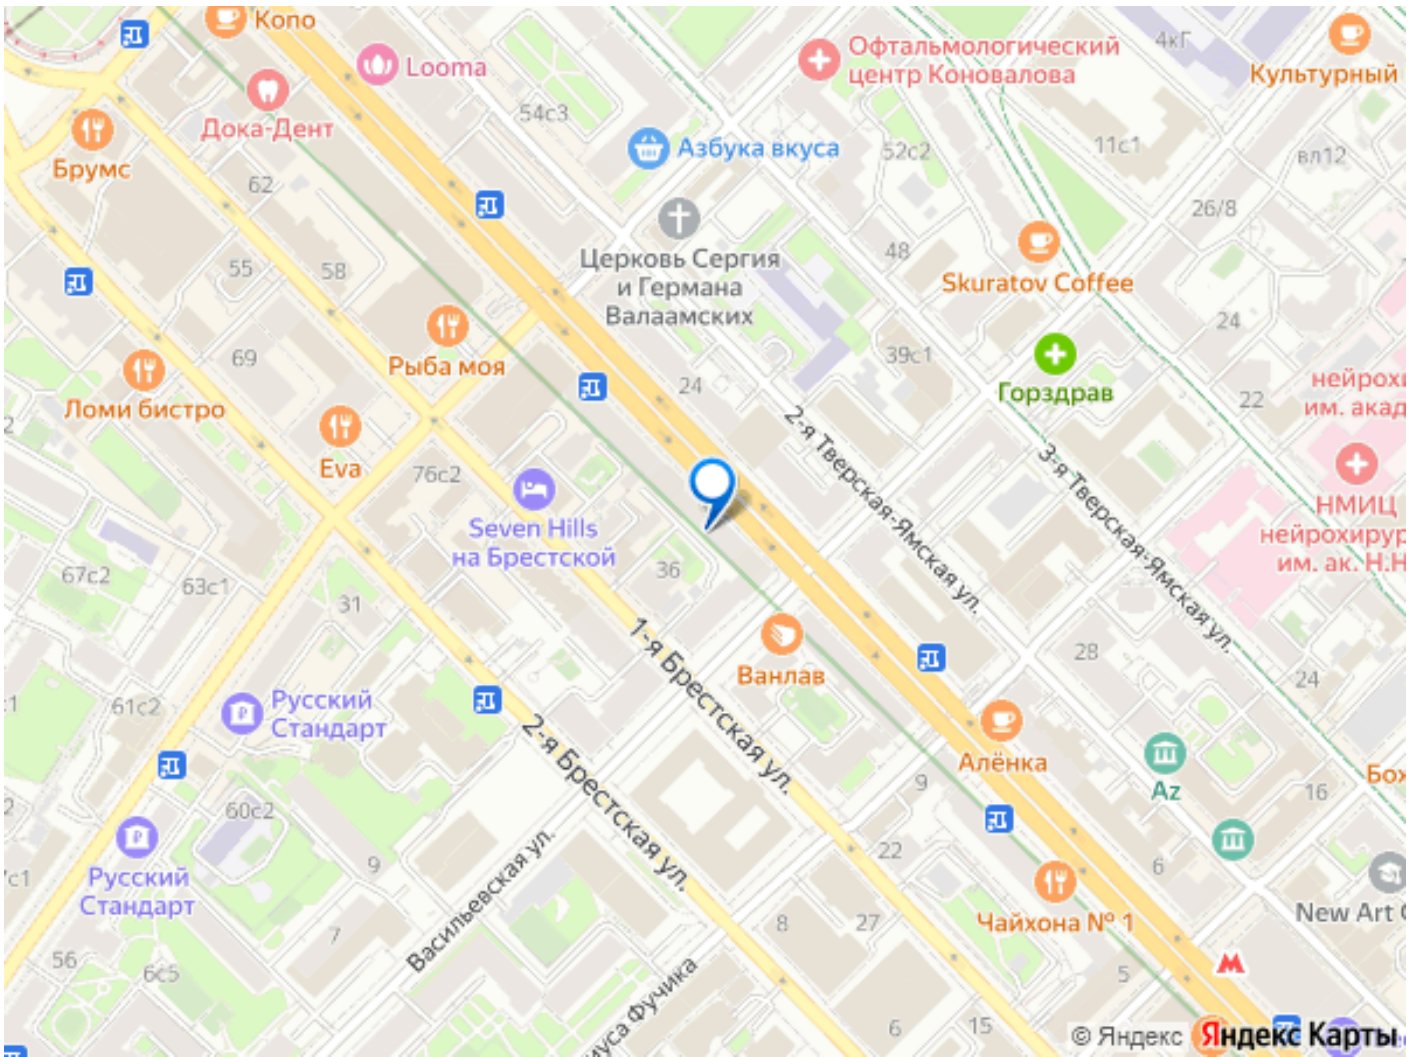 Копо
Looma
Дока-Дент
Брумс
54с3
Азбука вкуса
Офтальмологический
центр Коновалова
4кГ
Культурный
52с2
11с1
вл12
62
26/8
Церковь Сергия
и Германа
Валаамских
48
Skuratov Coffee
55
58
24
Рыба моя
69
39с1
Горздрав
24
22
Ломи бистро
Eva
76с2
2-я Тверская-Ямская ул.
3-я Тверская-Ямская ул.
НМИЦ
Seven Hills
на Брестской
36
67с2
63с1
31
1-я Брестская ул.
Ванлав
28
24
61с2
Русский
Стандарт
2-я Брестская ул.
Алёнка
Az
9
16
60с2
Русский
Стандарт
9
Васильевская ул.
22
6
Чайхона № 1
New Art
7
8
27
56
6с5
5
6
15
© Яндекс
Яндекс Карты